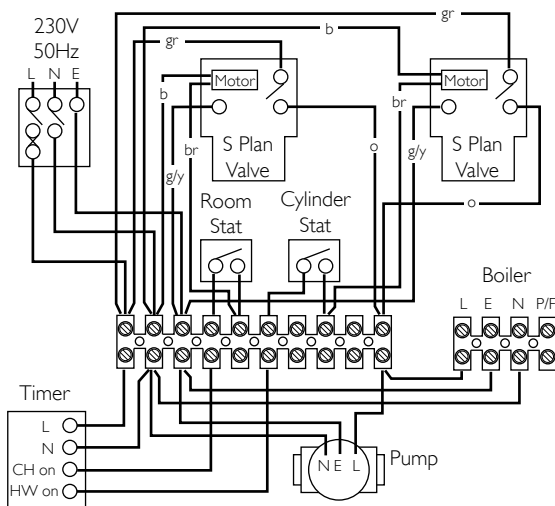 230V
50Hz
L N E
gr
b
gr
Motor
Motor
b
br
br
g/y
g/y
o
o
S Plan
Valve
S Plan
Valve
Room
Stat
Cylinder
Stat
Boiler
L E N P/F
Timer
L
N
CH on
HW on
N E L
Pump